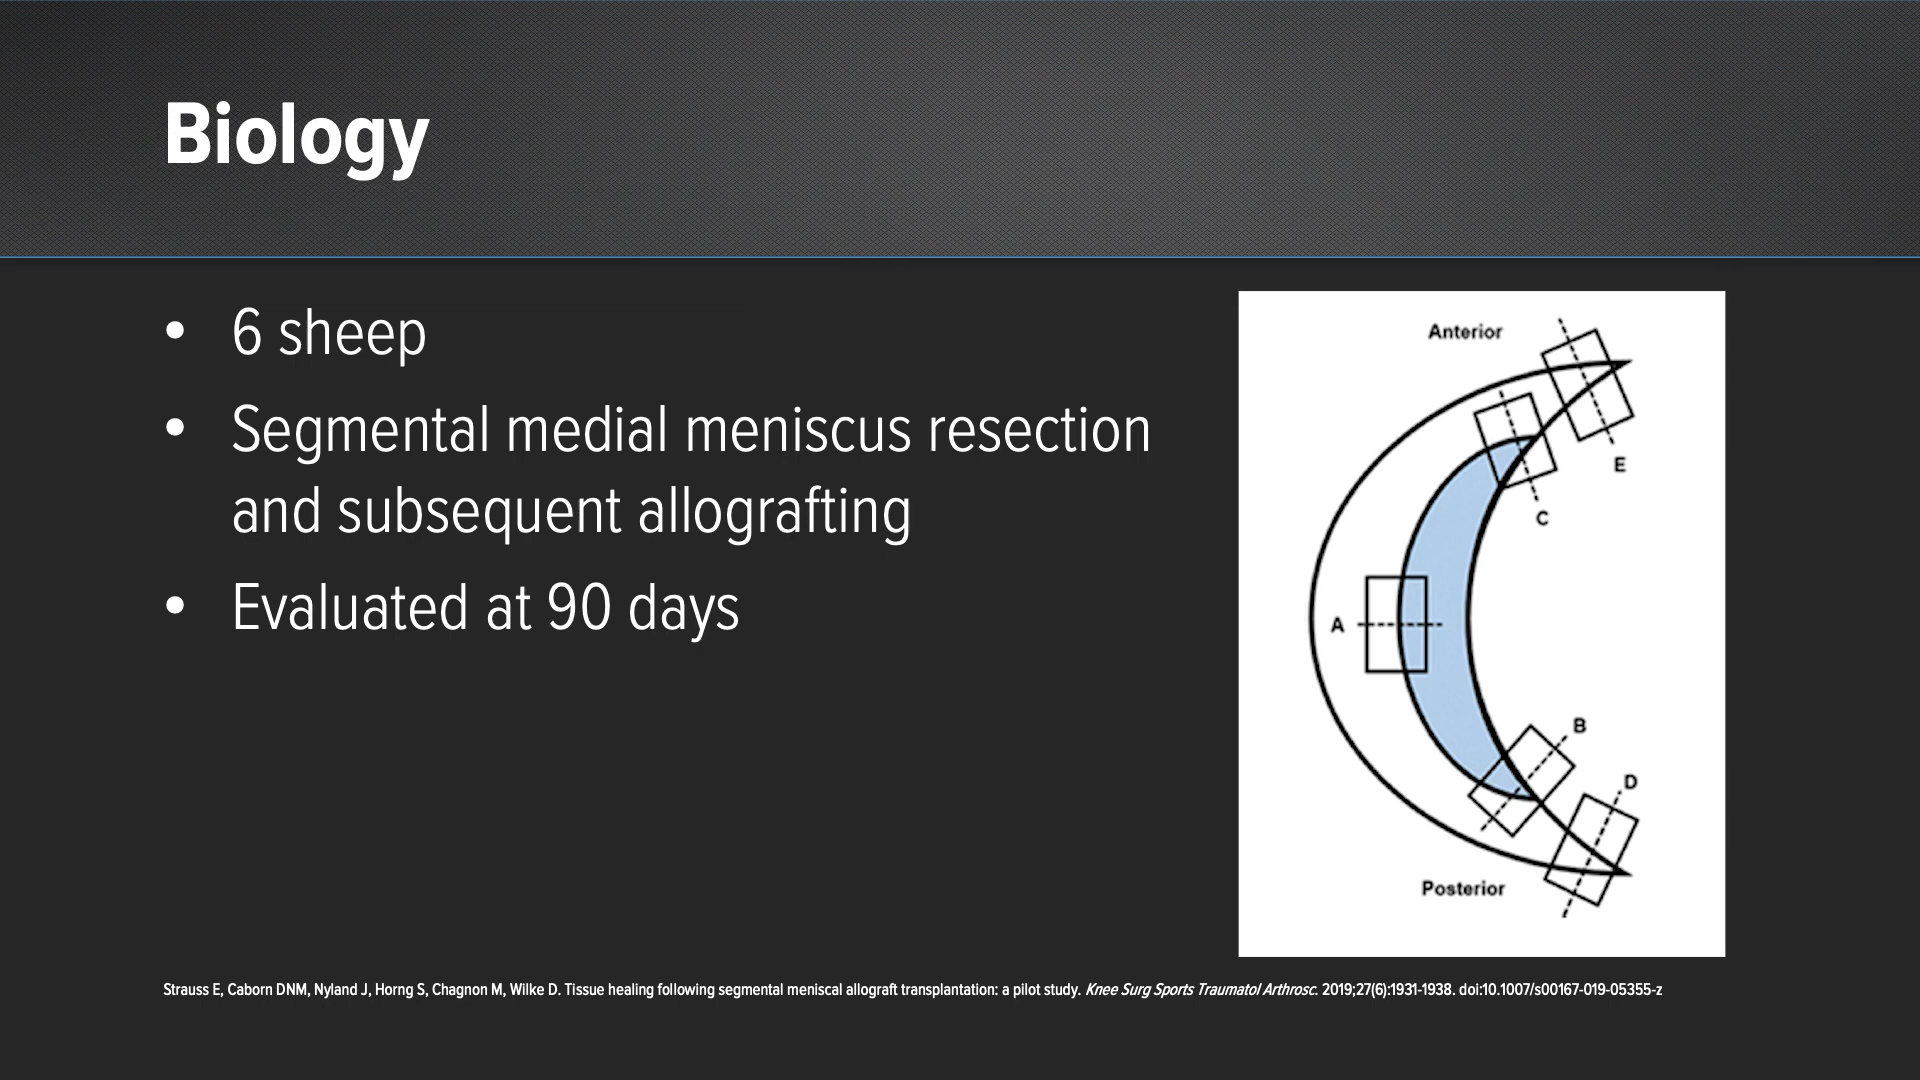 Biology
• 6 sheep
• Segmental medial meniscus resection
and subsequent allografting
• Evaluated at 90 days
Anterior
E
C
A
B
D
Posterior
Strauss E, Caborn DNM, Nyland J, Horng S, Chagnon M, Wilke D. Tissue healing following segmental meniscal allograft transplantation: a pilot study. Knee Surg Sports Traumatol Arthrosc. 2019;27(6):1931-1938. doi:10.1007/s00167-019-05355-z